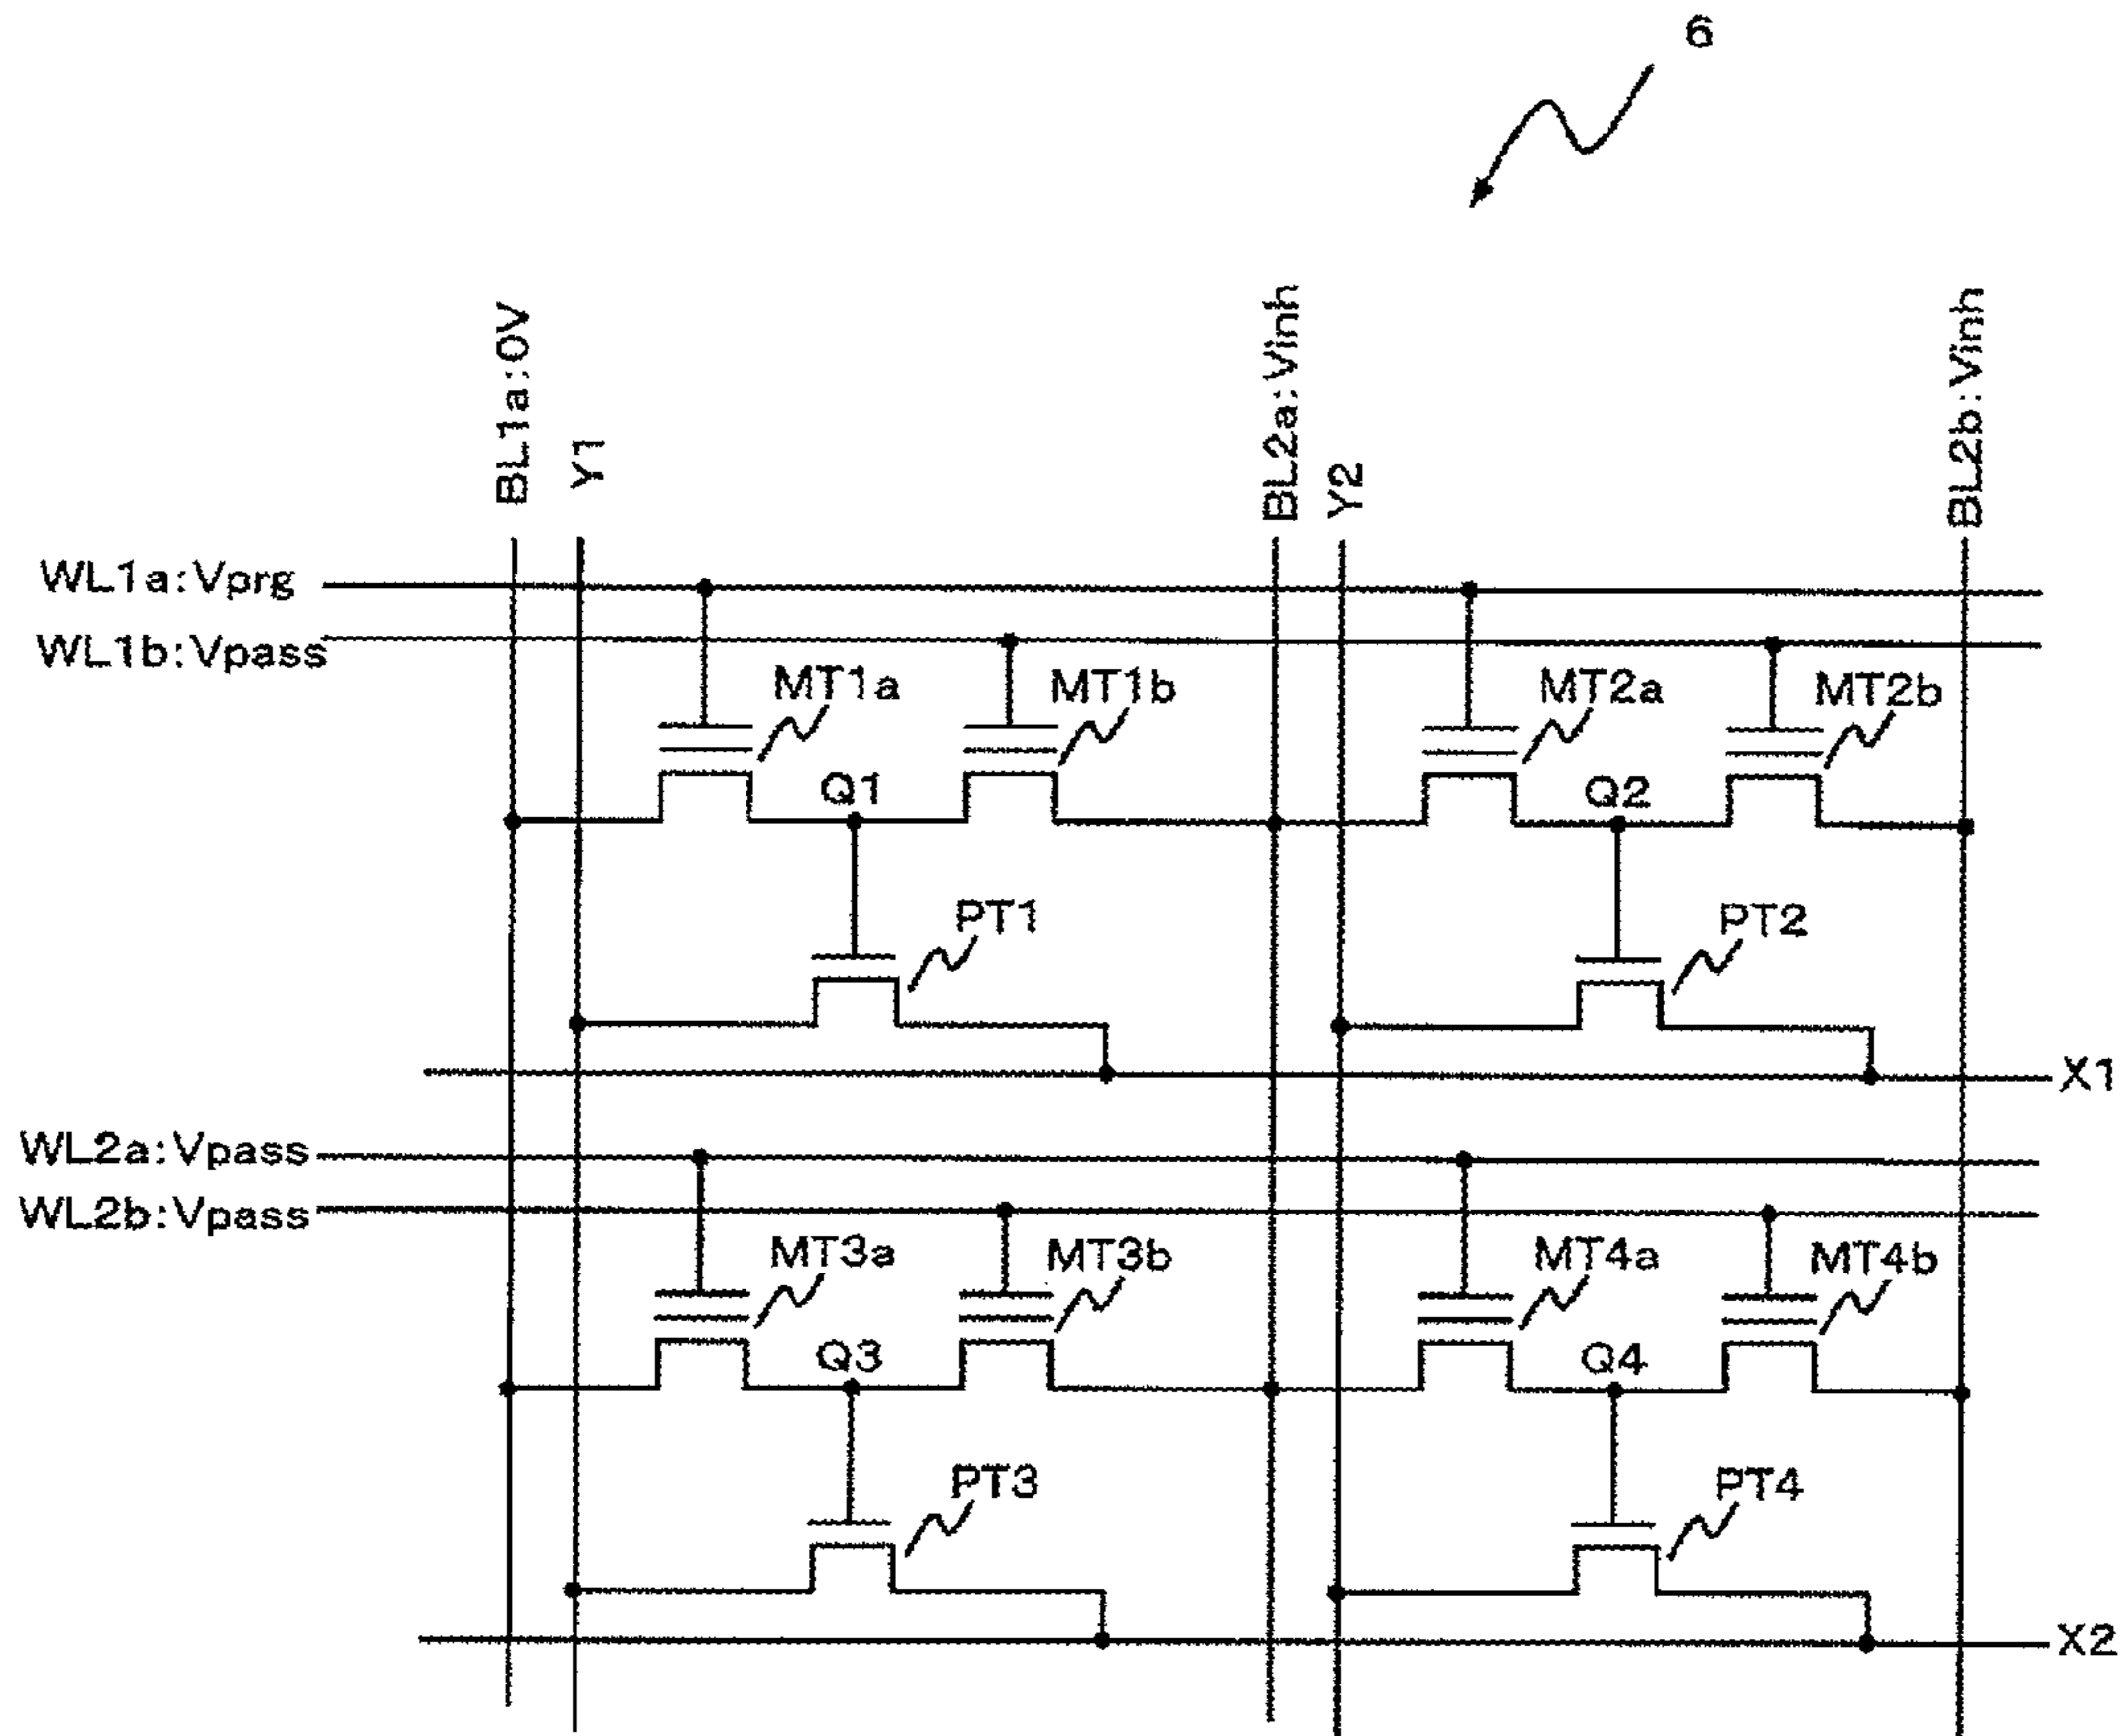 6
BL1a:0V
Y1
BL2a:Vinh
Y2
BL2b:Vinh
WL1a:Vprg
WL1b:Vpass
MT1a
MT1b
MT2a
MT2b
Q1
Q2
PT1
PT2
X1
WL2a:Vpass
WL2b:Vpass
MT3a
MT3b
MT4a
MT4b
Q3
Q4
PT3
PT4
X2